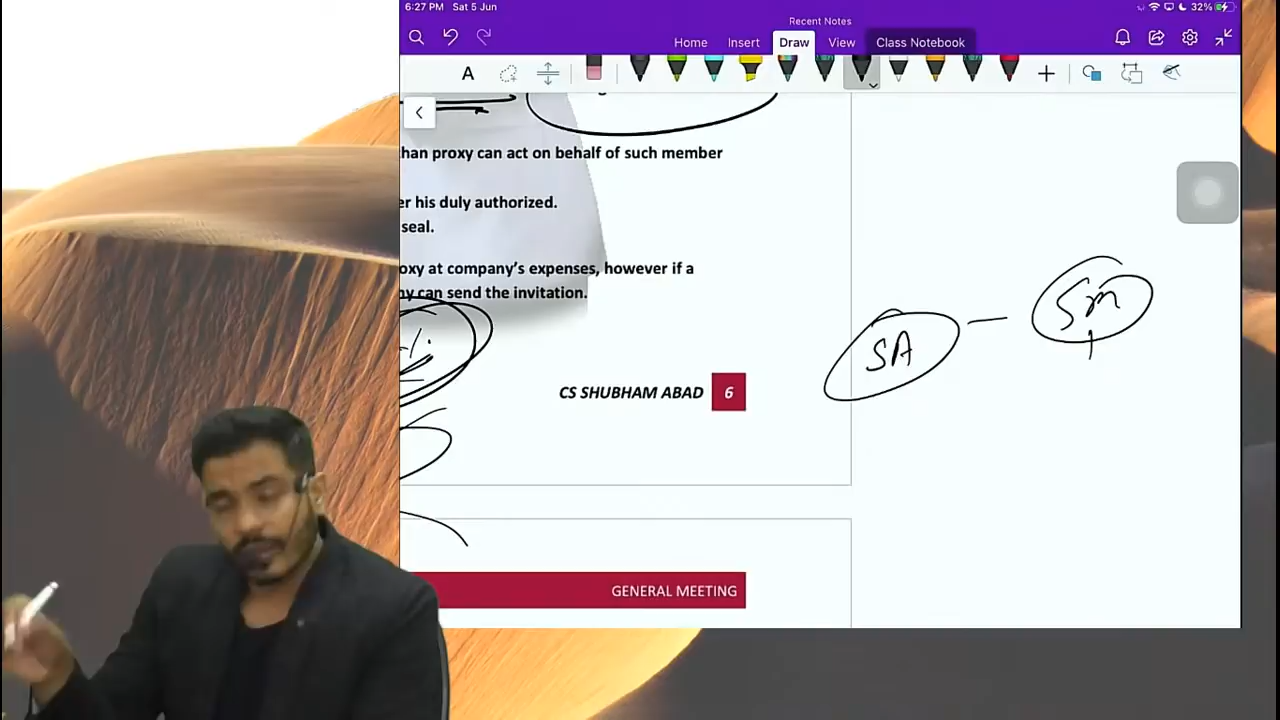 6:27 PM Sat 5 Jun
32%
Recent Notes
Home Insert Draw View Class Notebook
A
han proxy can act on behalf of such member
er his duly authorized.
seal.
oxy at company's expenses, however if a
ny can send the invitation.
SA — Sm
CS SHUBHAM ABAD 6
GENERAL MEETING